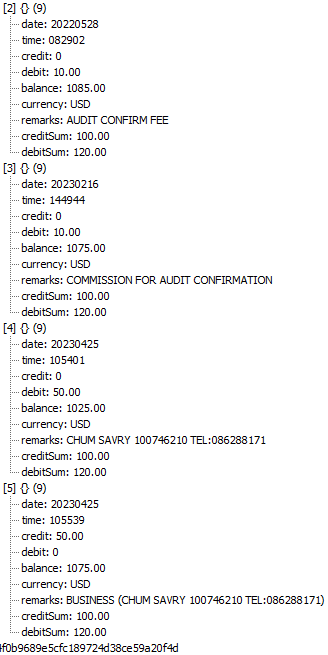 [2] {} (9)
date: 20220528
time: 082902
credit: 0
debit: 10.00
balance: 1085.00
currency: USD
remarks: AUDIT CONFIRM FEE
creditSum: 100.00
debitSum: 120.00
[3] {} (9)
date: 20230216
time: 144944
credit: 0
debit: 10.00
balance: 1075.00
currency: USD
remarks: COMMISSION FOR AUDIT CONFIRMATION
creditSum: 100.00
debitSum: 120.00
[4] {} (9)
date: 20230425
time: 105401
credit: 0
debit: 50.00
balance: 1025.00
currency: USD
remarks: CHUM SAVRY 100746210 TEL:086288171
creditSum: 100.00
debitSum: 120.00
[5] {} (9)
date: 20230425
time: 105539
credit: 50.00
debit: 0
balance: 1075.00
currency: USD
remarks: BUSINESS (CHUM SAVRY 100746210 TEL:086288171)
creditSum: 100.00
debitSum: 120.00
4f0b9689e5cfc189724d38ce59a20f4d